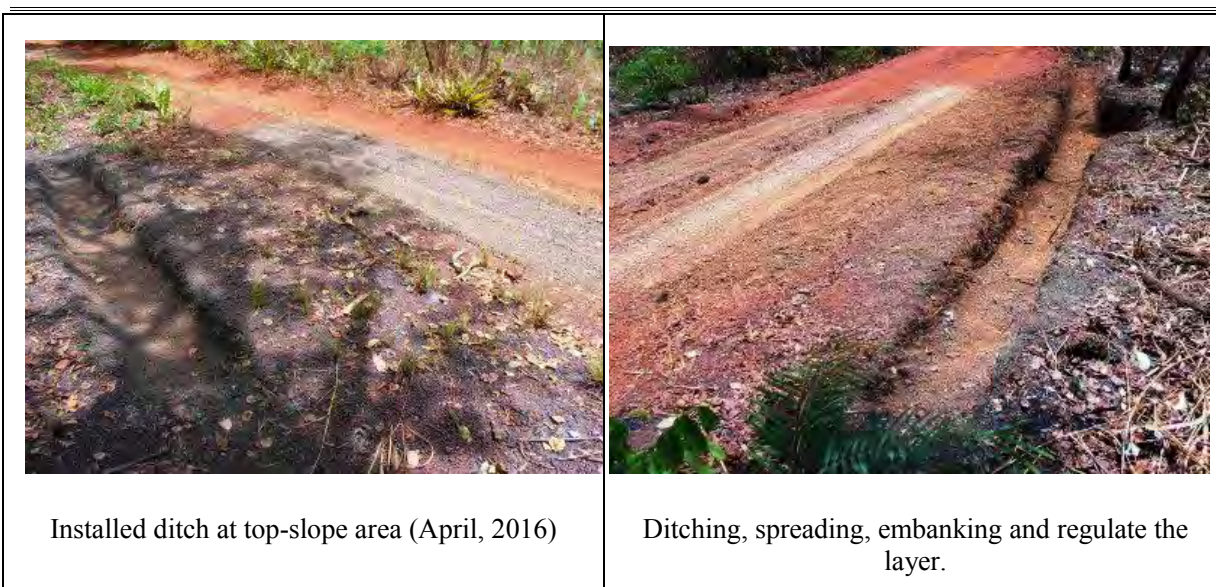 Installed ditch at top-slope area (April, 2016)
Ditching, spreading, embanking and regulate the
layer.